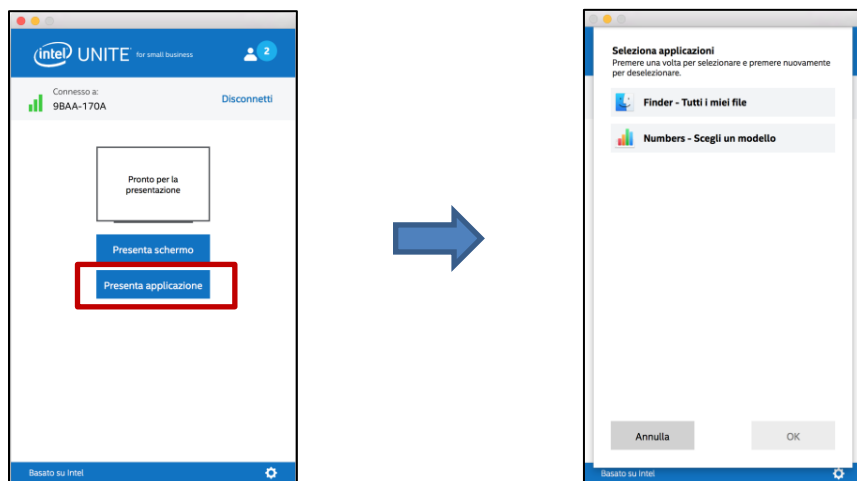 intel UNITE for small business
2
Connesso a:
9BAA-170A
Disconnetti
Pronto per la
presentazione
Presenta schermo
Presenta applicazione
Basato su Intel
Seleziona applicazioni
Premere una volta per selezionare e premere nuovamente
per deselezionare.
Finder - Tutti i miei file
Numbers - Scegli un modello
Annulla
OK
Basato su Intel